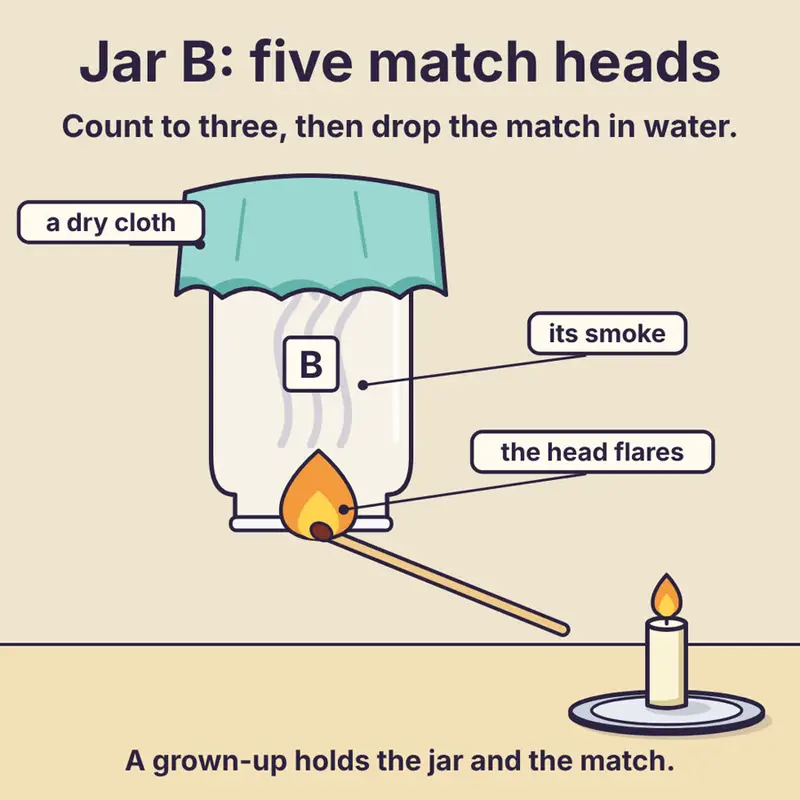 Jar B: five match heads
Count to three, then drop the match in water.
a dry cloth
its smoke
B
the head flares
A grown-up holds the jar and the match.